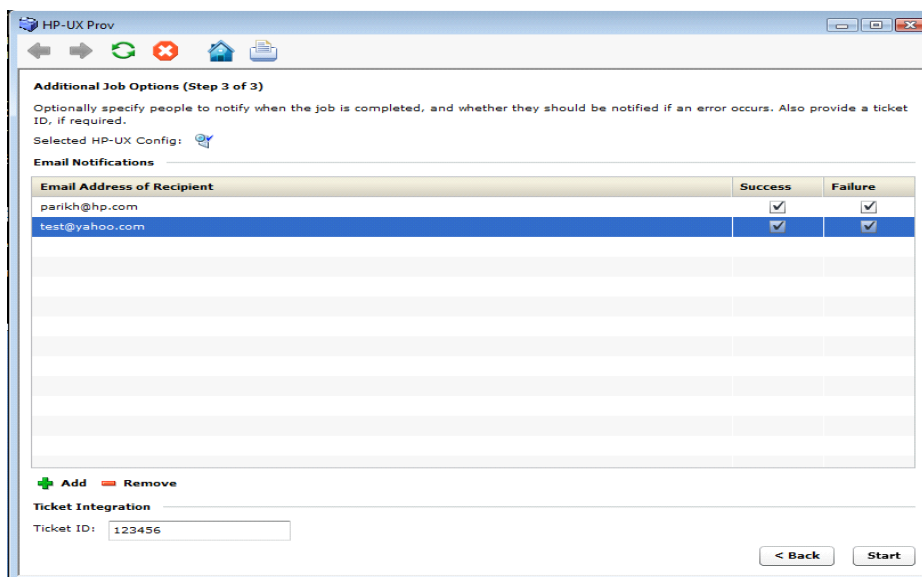 HP-UX Prov
Additional Job Options (Step 3 of 3)
Optionally specify people to notify when the job is completed, and whether they should be notified if an error occurs. Also provide a ticket
ID, if required.
Selected HP-UX Config:
Email Notifications
Email Address of Recipient Success Failure
parikh@hp.com
test@yahoo.com
Add Remove
Ticket Integration
Ticket ID: 123456
< Back Start